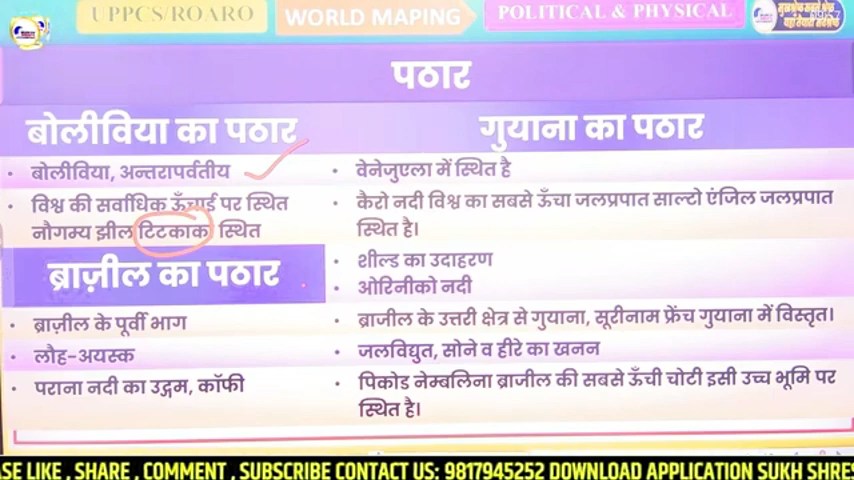 UPPCS/ROARO
WORLD MAPING
POLITICAL & PHYSICAL
पठार
बोलीविया का पठार
• बोलीविया, अन्तरापर्वतीय
• विश्व की सर्वाधिक ऊँचाई पर स्थित
नौगम्य झील टिटकाक स्थित
ब्राज़ील का पठार
• ब्राज़ील के पूर्वी भाग
• लौह-अयस्क
• पराना नदी का उद्गम, कॉफी
गुयाना का पठार
• वेनेजुएला में स्थित है
• कैरो नदी विश्व का सबसे ऊँचा जलप्रपात साल्टो एंजिल जलप्रपात
स्थित है।
• शील्ड का उदाहरण
• ओरिनीको नदी
• ब्राजील के उत्तरी क्षेत्र से गुयाना, सूरीनाम फ्रेंच गुयाना में विस्तृत।
• जलविद्युत, सोने व हीरे का खनन
• पिकोड नेम्बलिना ब्राजील की सबसे ऊँची चोटी इसी उच्च भूमि पर
स्थित है।
ASE LIKE , SHARE , COMMENT , SUBSCRIBE CONTACT US: 9817945252 DOWNLOAD APPLICATION SUKH SHRES